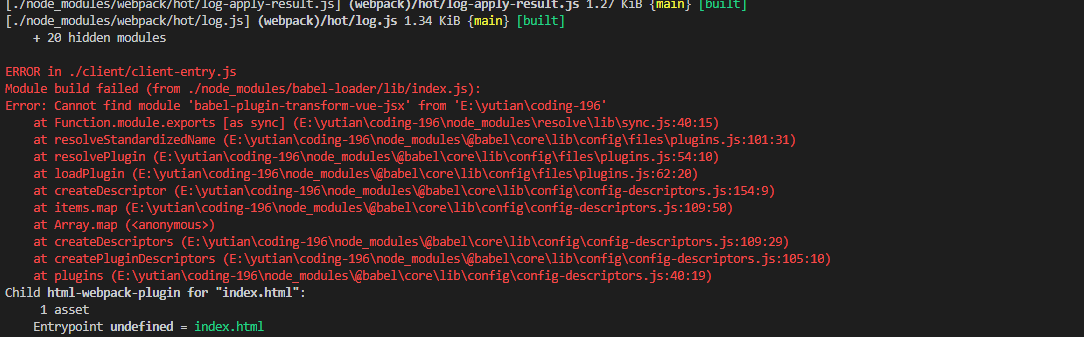 [./node_modules/webpack/hot/log-apply-result.js] (webpack)/hot/log-apply-result.js 1.27 KiB {main} [built]
[./node_modules/webpack/hot/log.js] (webpack)/hot/log.js 1.34 KiB {main} [built]
    + 20 hidden modules

ERROR in ./client/client-entry.js
Module build failed (from ./node_modules/babel-loader/lib/index.js):
Error: Cannot find module 'babel-plugin-transform-vue-jsx' from 'E:\yutian\coding-196'
    at Function.module.exports [as sync] (E:\yutian\coding-196\node_modules\resolve\lib\sync.js:40:15)
    at resolveStandardizedName (E:\yutian\coding-196\node_modules\@babel\core\lib\config\files\plugins.js:101:31)
    at resolvePlugin (E:\yutian\coding-196\node_modules\@babel\core\lib\config\files\plugins.js:54:10)
    at loadPlugin (E:\yutian\coding-196\node_modules\@babel\core\lib\config\files\plugins.js:62:20)
    at createDescriptor (E:\yutian\coding-196\node_modules\@babel\core\lib\config\config-descriptors.js:154:9)
    at items.map (E:\yutian\coding-196\node_modules\@babel\core\lib\config\config-descriptors.js:109:50)
    at Array.map (<anonymous>)
    at createDescriptors (E:\yutian\coding-196\node_modules\@babel\core\lib\config\config-descriptors.js:109:29)
    at createPluginDescriptors (E:\yutian\coding-196\node_modules\@babel\core\lib\config\config-descriptors.js:105:10)
    at plugins (E:\yutian\coding-196\node_modules\@babel\core\lib\config\config-descriptors.js:40:19)
Child html-webpack-plugin for "index.html":
     1 asset
    Entrypoint undefined = index.html